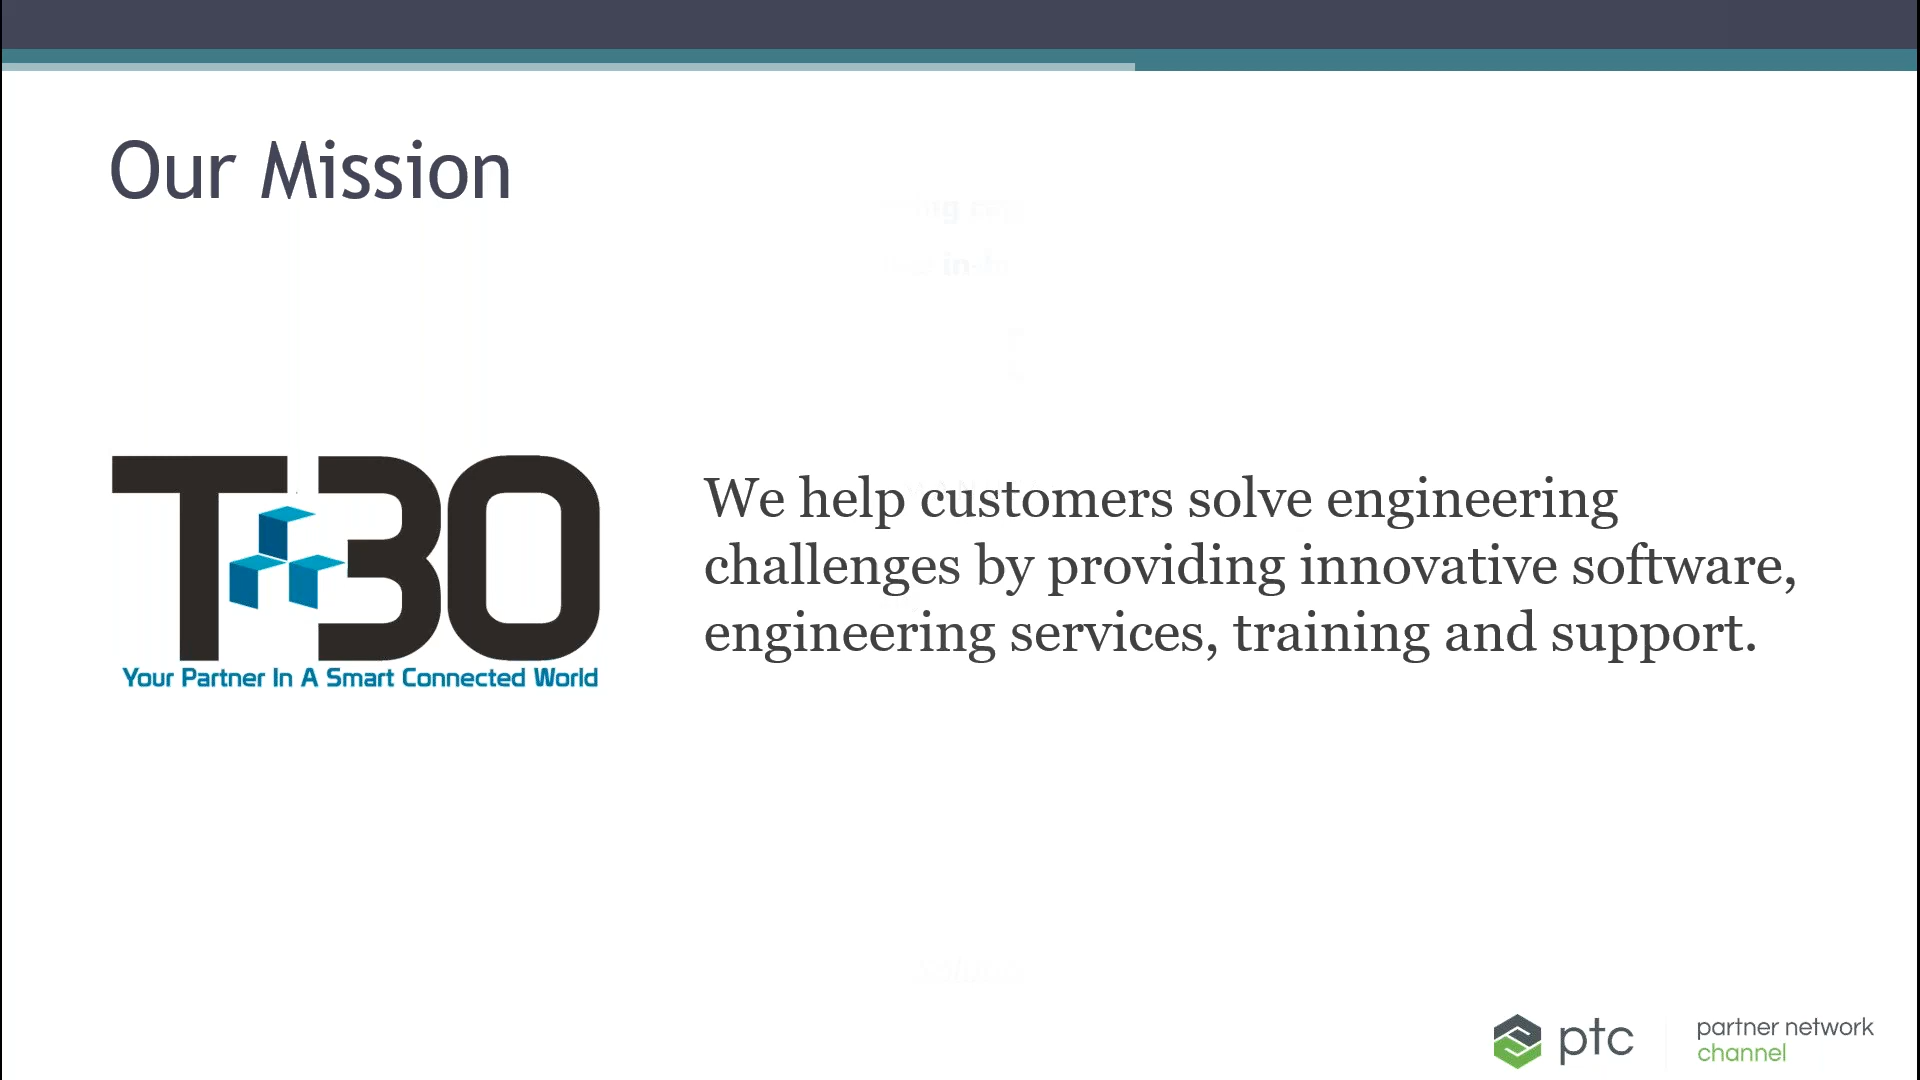 Our Mission
T30
Your Partner In A Smart Connected World
We help customers solve engineering
challenges by providing innovative software,
engineering services, training and support.
ptc
partner network
channel